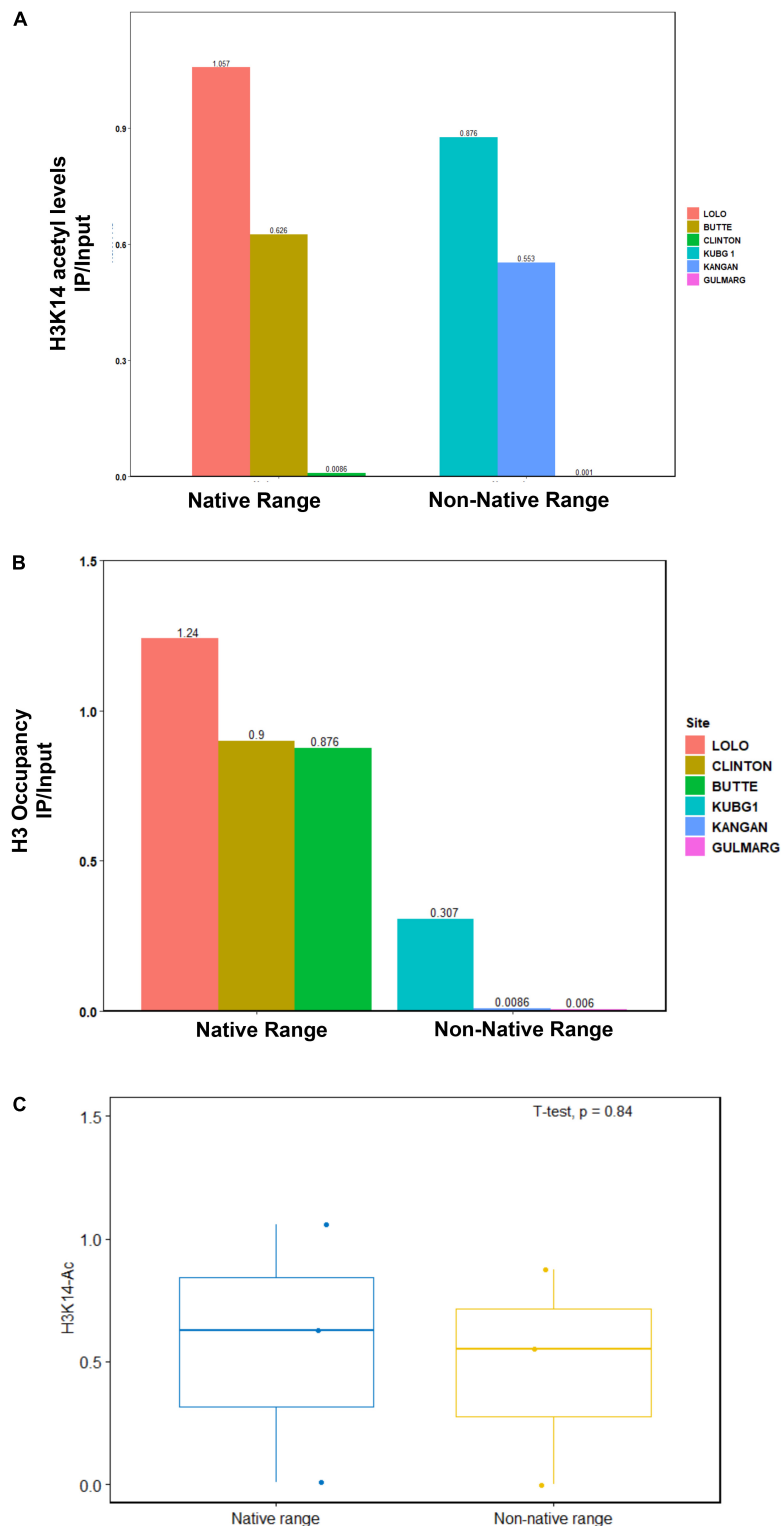 A
H3K14 acetyl levels
IP/Input
0.9
0.6
0.3
0.0
1.057
0.626
0.0086
0.876
0.553
0.001
Native Range
Non-Native Range
LOLO
BUTTE
CLINTON
KUBG 1
KANGAN
GULMARG
B
H3 Occupancy
IP/Input
1.5
1.0
0.5
0.0
1.24
0.9
0.876
0.307
0.0086
0.006
Native Range
Non-Native Range
Site
LOLO
CLINTON
BUTTE
KUBG1
KANGAN
GULMARG
C
T-test, p = 0.84
H3K14-Ac
1.5
1.0
0.5
0.0
Native range
Non-native range